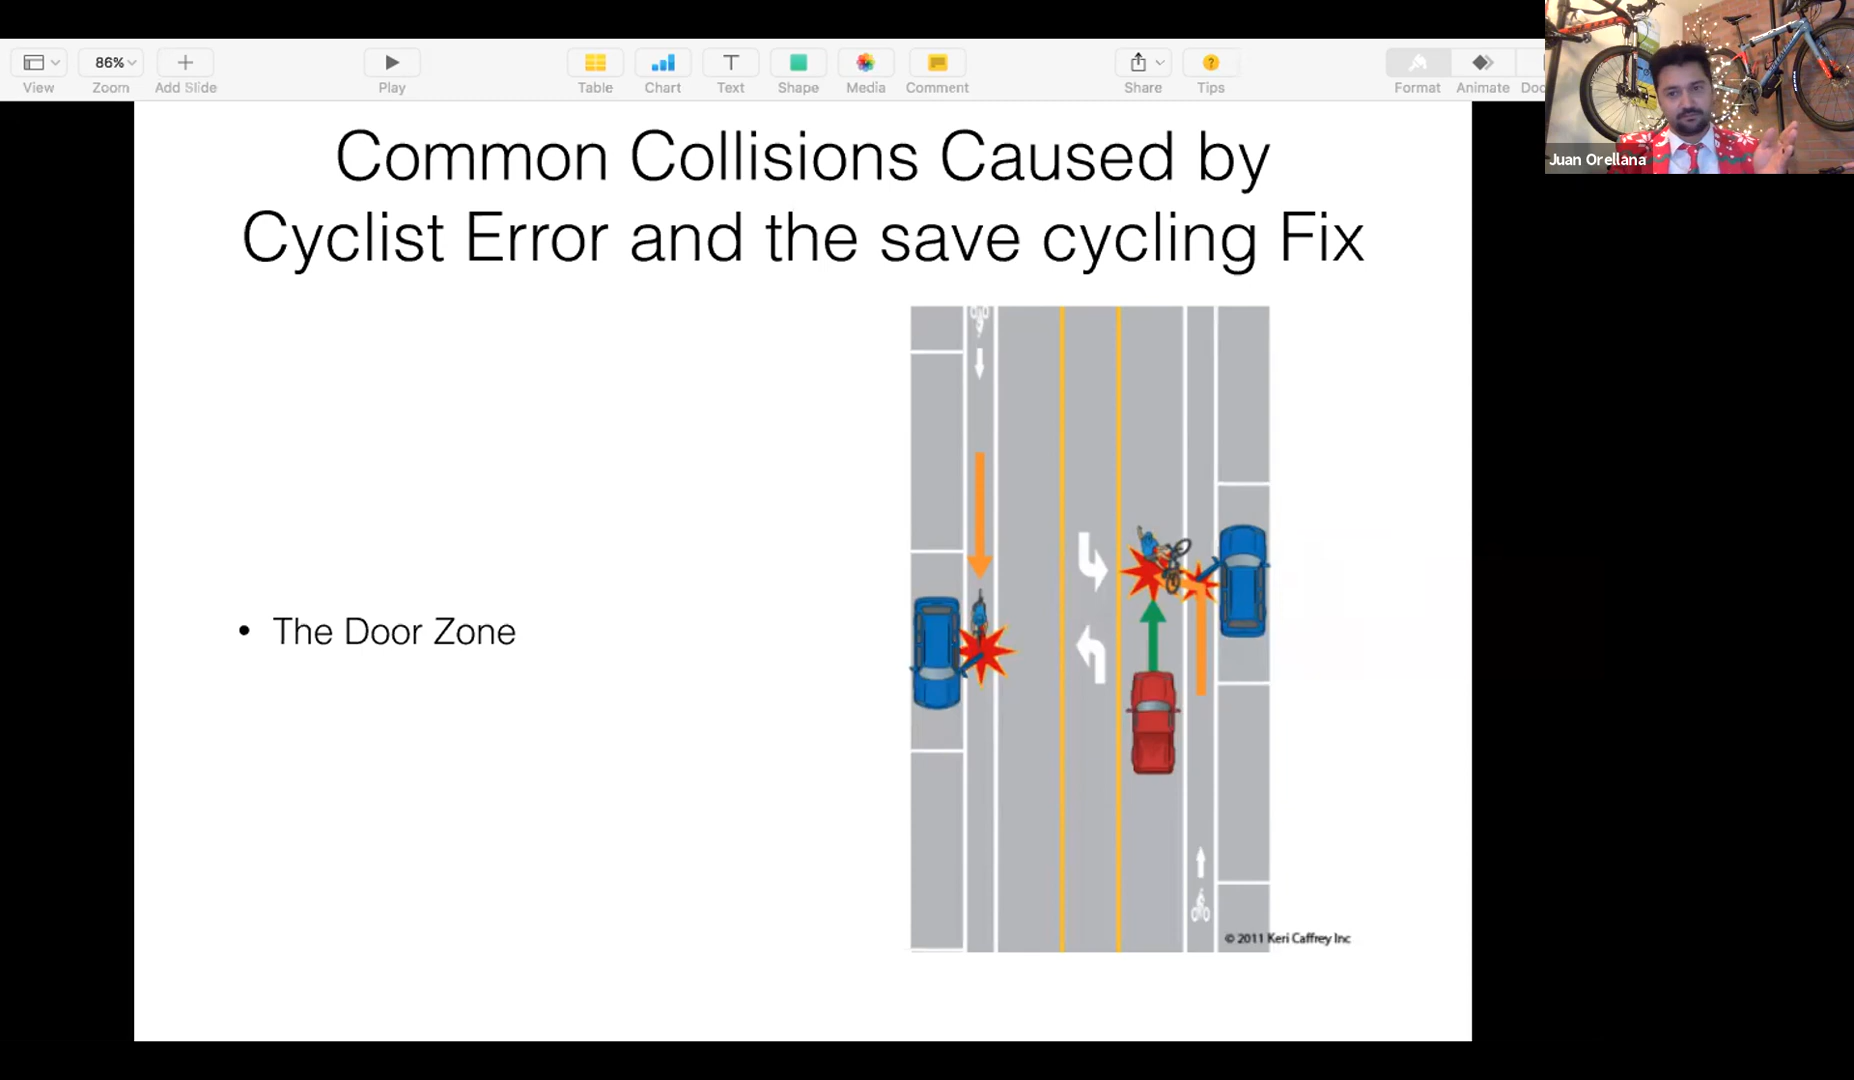 View
86%
Zoom
Add Slide
Play
Table
Chart
Text
Shape
Media
Comment
Share
Tips
Format
Animate
Juan Orellana
Common Collisions Caused by
Cyclist Error and the save cycling Fix
• The Door Zone
© 2011 Keri Caffrey Inc